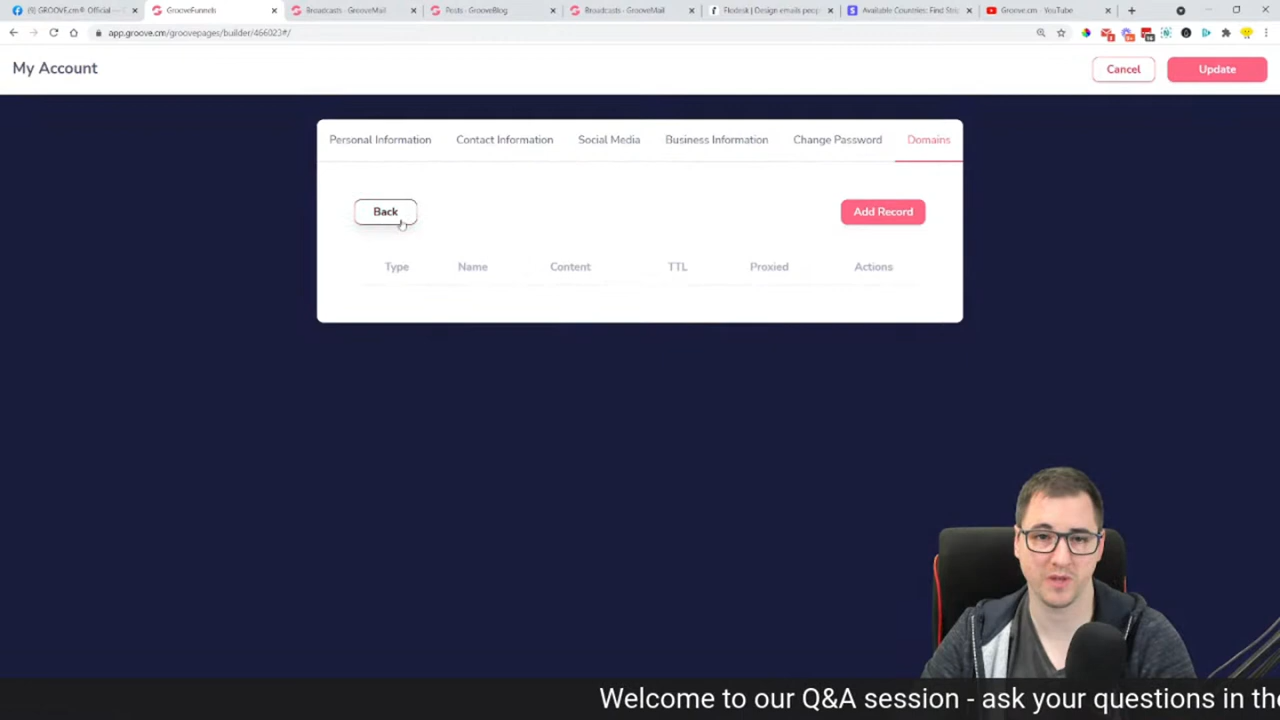 (9) GROOVE.cm® Official —
GrooveFunnels
Broadcasts - GrooveMail
Posts - GrooveBlog
Broadcasts - GrooveMail
Flodesk | Design emails peop
Available Countries: Find Strip
Groove.cm - YouTube
app.groove.cm/groovepages/builder/466023#/
My Account
Cancel
Update
Personal Information
Contact Information
Social Media
Business Information
Change Password
Domains
Back
Add Record
Type
Name
Content
TTL
Proxied
Actions
Welcome to our Q&A session - ask your questions in the